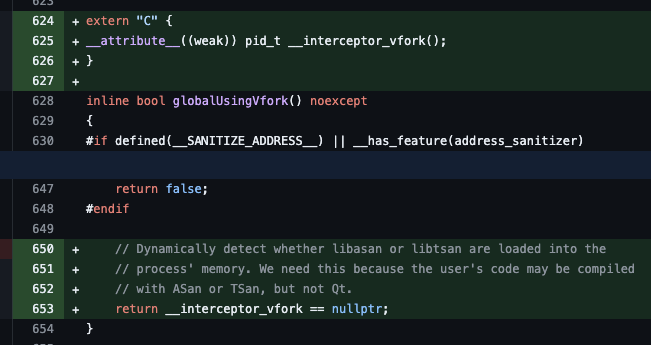 623
624 + extern "C" {
625 + __attribute__((weak)) pid_t __interceptor_vfork();
626 + }
627 +
628 inline bool globalUsingVfork() noexcept
629 {
630 #if defined(__SANITIZE_ADDRESS__) || __has_feature(address_sanitizer)
647 return false;
648 #endif
649
650 + // Dynamically detect whether libasan or libtsan are loaded into the
651 + // process' memory. We need this because the user's code may be compiled
652 + // with ASan or TSan, but not Qt.
653 + return __interceptor_vfork == nullptr;
654 }